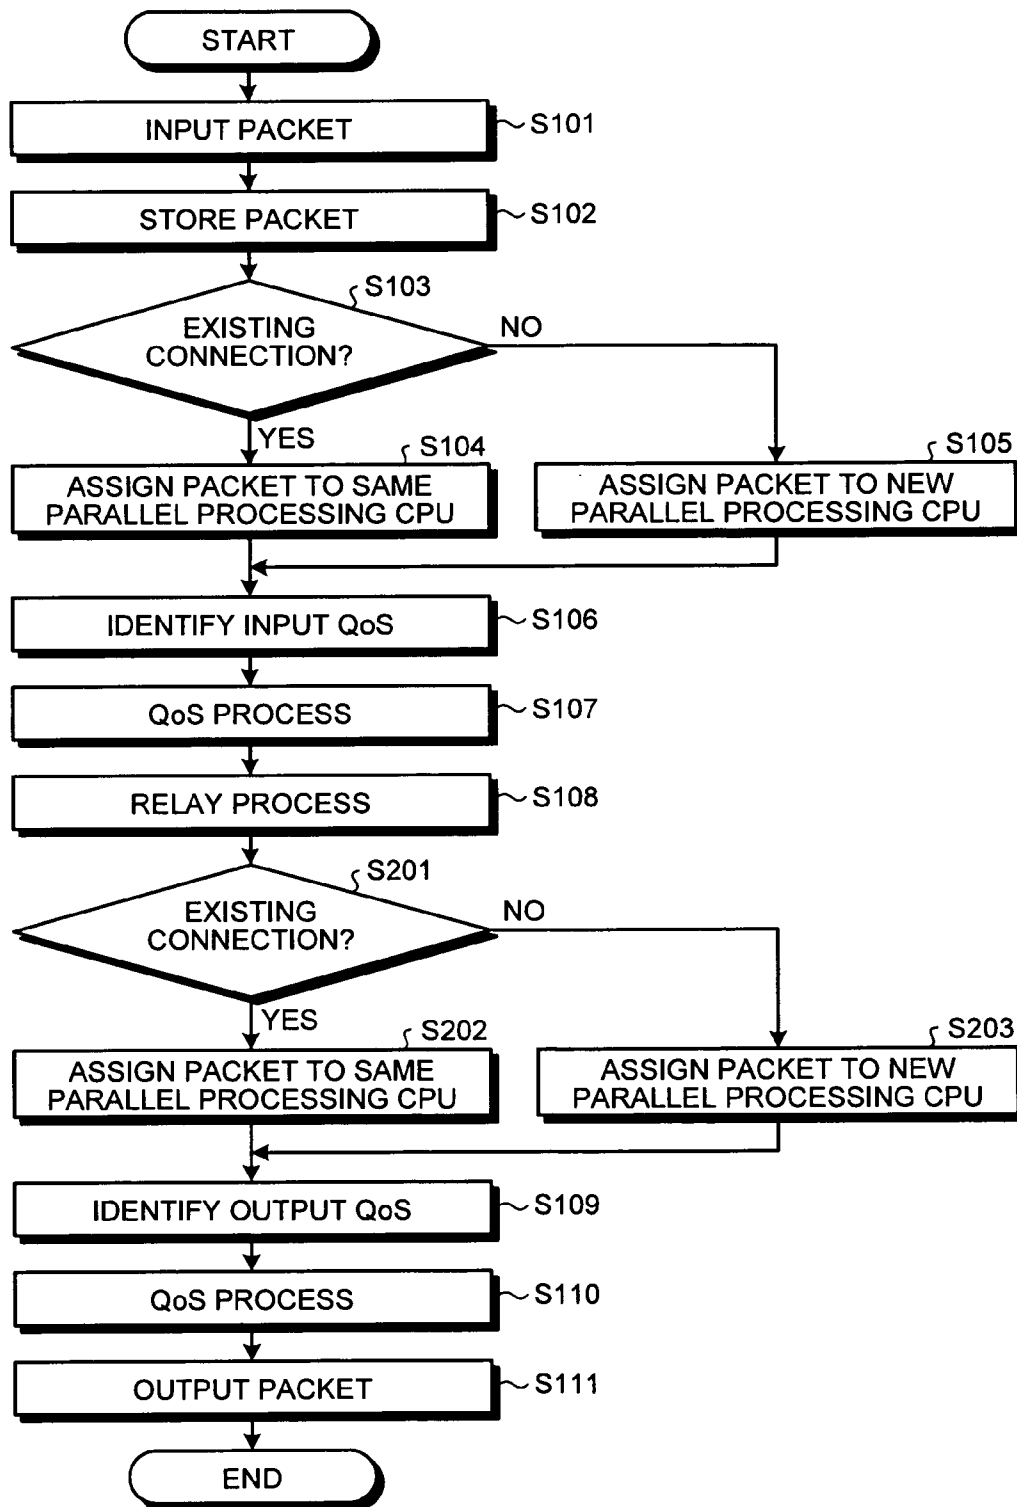 START
INPUT PACKET
S101
STORE PACKET
S102
S103
EXISTING
CONNECTION?
NO
YES
S104
ASSIGN PACKET TO SAME
PARALLEL PROCESSING CPU
S105
ASSIGN PACKET TO NEW
PARALLEL PROCESSING CPU
IDENTIFY INPUT QoS
S106
QoS PROCESS
S107
RELAY PROCESS
S108
S201
EXISTING
CONNECTION?
NO
YES
S202
ASSIGN PACKET TO SAME
PARALLEL PROCESSING CPU
S203
ASSIGN PACKET TO NEW
PARALLEL PROCESSING CPU
IDENTIFY OUTPUT QoS
S109
QoS PROCESS
S110
OUTPUT PACKET
S111
END